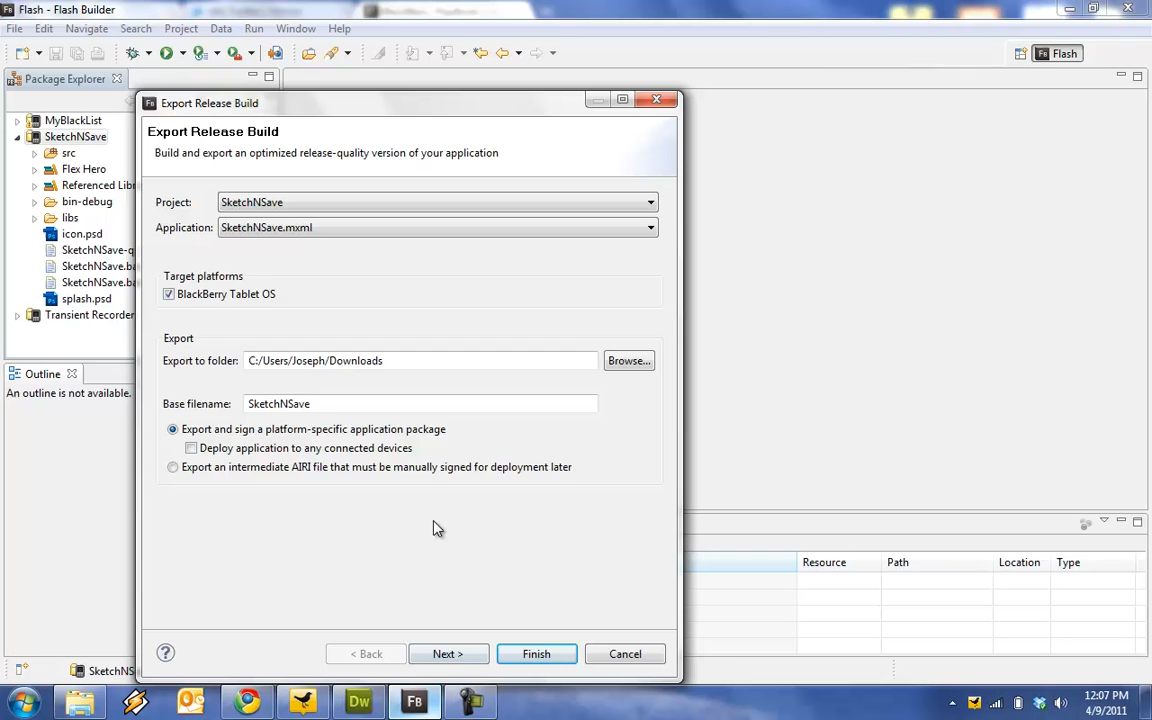 Flash - Flash Builder
File Edit Navigate Search Project Data Run Window Help
Fb Flash
Package Explorer
MyBlackList
SketchNSave
src
Flex Hero
Referenced Lib
bin-debug
libs
icon.psd
SketchNSave-q
SketchNSave.ba
SketchNSave.ba
splash.psd
Transient Recorder
Outline
An outline is not available.
Fb Export Release Build
Export Release Build
Build and export an optimized release-quality version of your application
Project: SketchNSave
Application: SketchNSave.mxml
Target platforms
BlackBerry Tablet OS
Export
Export to folder: C:/Users/Joseph/Downloads Browse...
Base filename: SketchNSave
Export and sign a platform-specific application package
Deploy application to any connected devices
Export an intermediate AIRI file that must be manually signed for deployment later
? < Back Next > Finish Cancel
Resource Path Location Type
SketchNS
Dw Fb
12:07 PM
4/9/2011